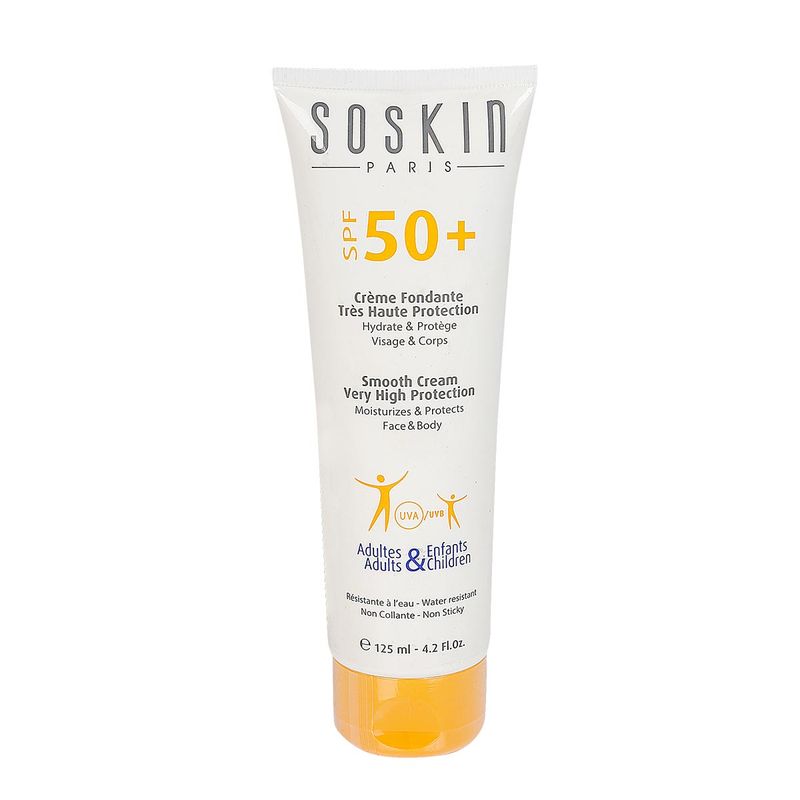 SOSKIN
PARIS
SPF 50+
Crème Fondante
Très Haute Protection
Hydrate & Protège
Visage & Corps
Smooth Cream
Very High Protection
Moisturizes & Protects
Face & Body
UVA/UVB
Adultes & Enfants
Adults Children
Résistante à l'eau - Water resistant
Non Collante - Non Sticky
℮ 125 ml - 4.2 Fl.Oz.